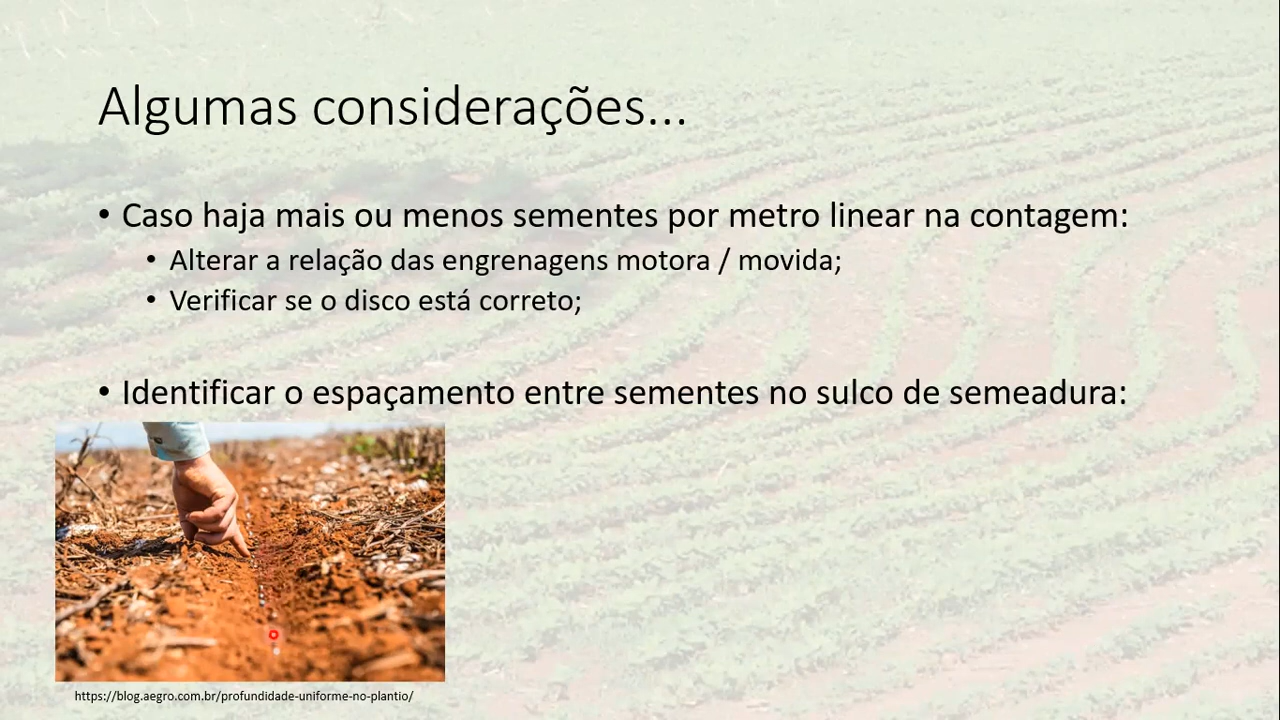 Algumas considerações...
• Caso haja mais ou menos sementes por metro linear na contagem:
• Alterar a relação das engrenagens motora / movida;
• Verificar se o disco está correto;
• Identificar o espaçamento entre sementes no sulco de semeadura:
https://blog.aegro.com.br/profundidade-uniforme-no-plantio/